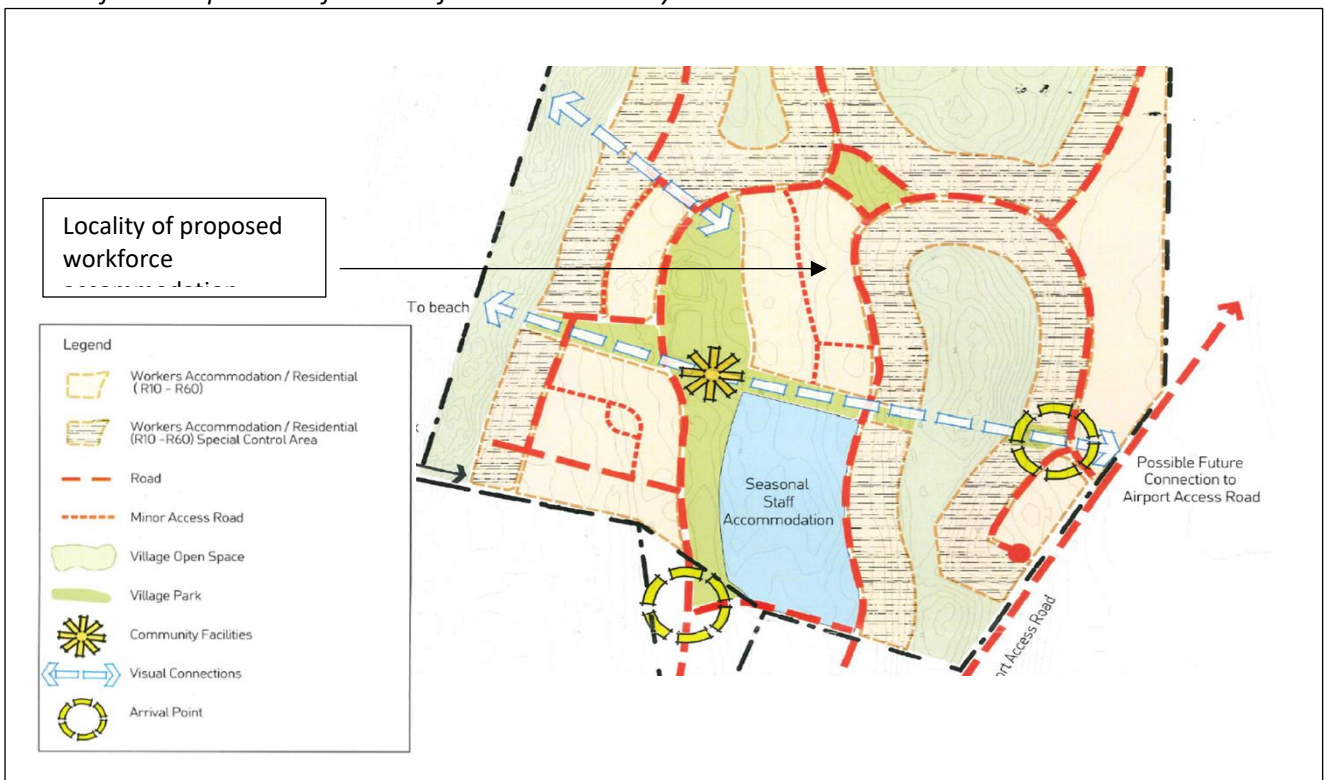 Locality of proposed
workforce
To beach
Legend
Workers Accommodation / Residential
(R10 - R60)
Workers Accommodation / Residential
(R10 -R60) Special Control Area
Road
Minor Access Road
Village Open Space
Village Park
Community Facilities
Visual Connections
Arrival Point
Seasonal
Staff
Accommodation
Possible Future
Connection to
Airport Access Road
Access Road